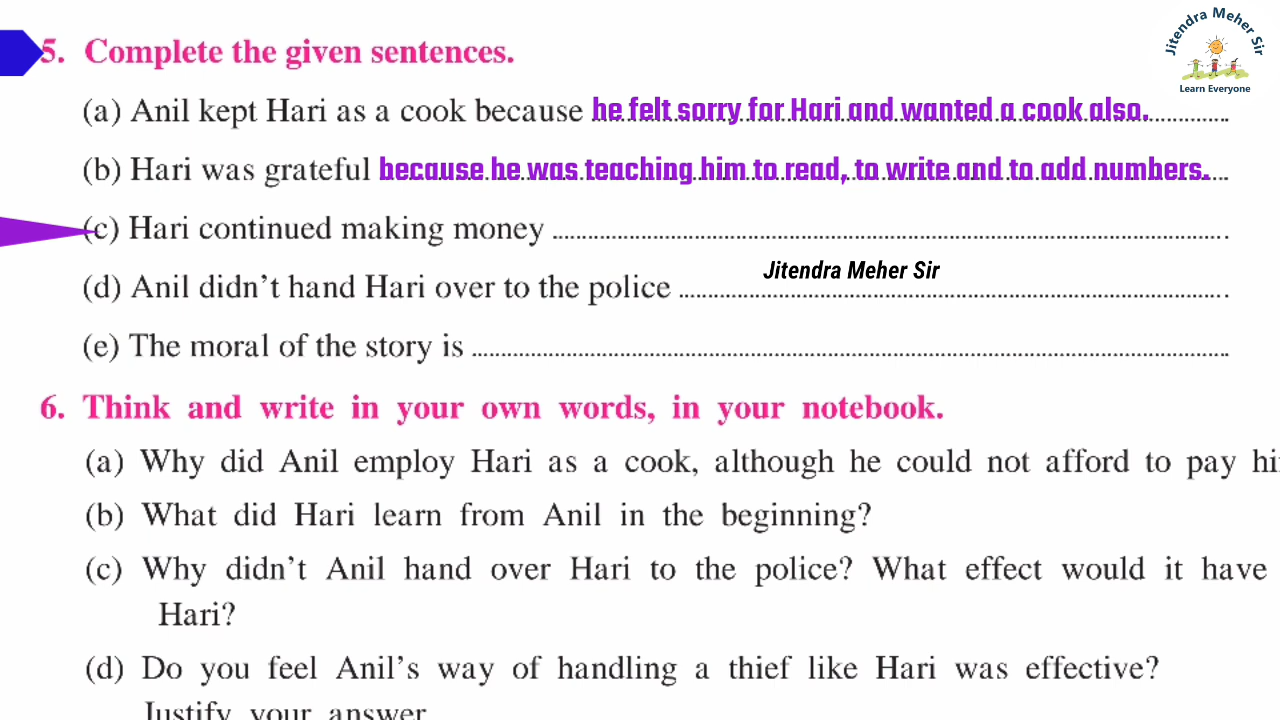 Jitendra Meher Sir
Learn Everyone
5. Complete the given sentences.
(a) Anil kept Hari as a cook because he felt sorry for Hari and wanted a cook also.
(b) Hari was grateful because he was teaching him to read, to write and to add numbers.
(c) Hari continued making money
Jitendra Meher Sir
(d) Anil didn't hand Hari over to the police
(e) The moral of the story is
6. Think and write in your own words, in your notebook.
(a) Why did Anil employ Hari as a cook, although he could not afford to pay hi
(b) What did Hari learn from Anil in the beginning?
(c) Why didn't Anil hand over Hari to the police? What effect would it have
Hari?
(d) Do you feel Anil's way of handling a thief like Hari was effective?
Justify your answer